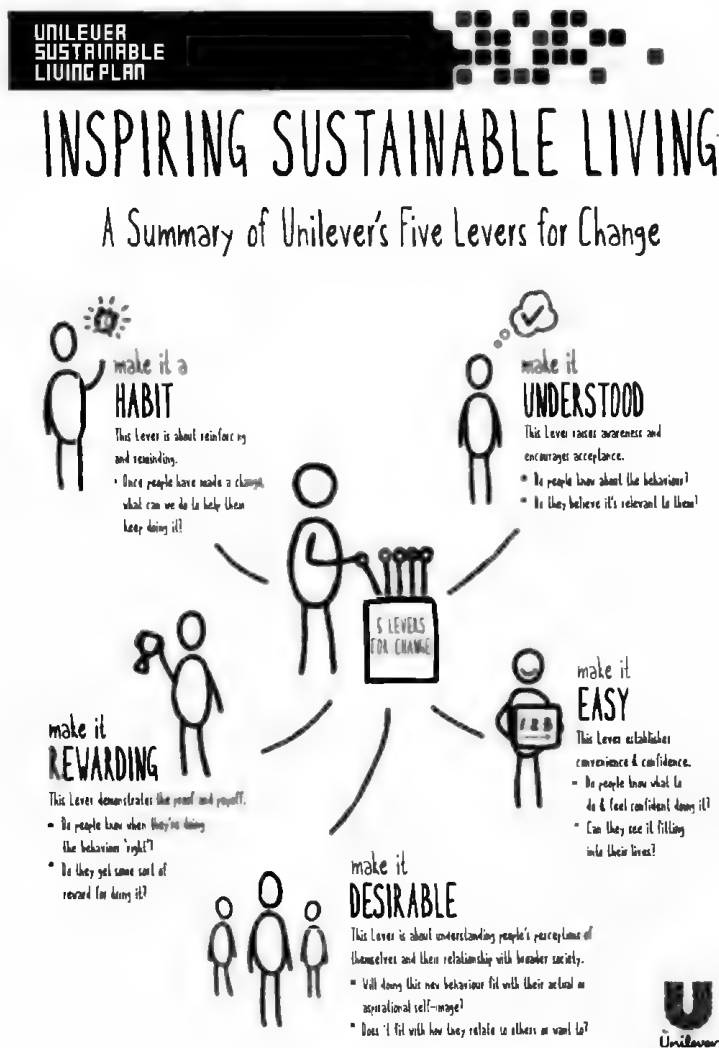 UNILEVER
SUSTAINABLE
LIVING PLAN
INSPIRING SUSTAINABLE LIVING
A Summary of Unilever's Five Levers for Change
make it a
HABIT
This Lever is about reinforcing
and reminding.
• Once people have made a change,
what can we do to help them
keep doing it?
make it
UNDERSTOOD
This Lever raises awareness and
encourages acceptance.
• Do people know about the behaviour?
• Do they believe it's relevant to them?
5 LEVERS
FOR CHANGE
make it
EASY
This Lever establishes
convenience & confidence.
• Do people know what to
do & feel confident doing it?
• Can they see it fitting
into their lives?
1 2 3
make it
REWARDING
This Lever demonstrates the proof and payoff.
• Do people know when they're doing
the behaviour 'right'?
• Do they get some sort of
reward for doing it?
make it
DESIRABLE
This Lever is about understanding people's perceptions of
themselves and their relationship with broader society.
• Will doing this new behaviour fit with their actual or
aspirational self-image?
• Does it fit with how they relate to others or want to?
Unilever